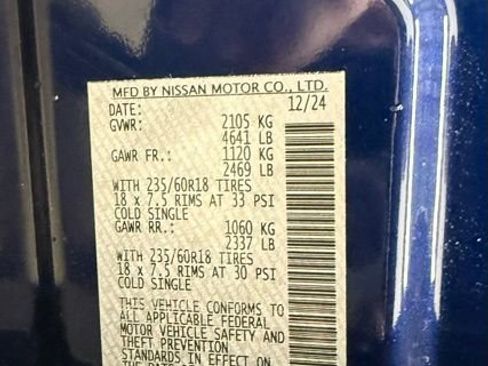 MFD BY NISSAN MOTOR CO., LTD.
DATE: 12/24
GVWR: 2105 KG
4641 LB
GAWR FR.: 1120 KG
2469 LB
WITH 235/60R18 TIRES
18 x 7.5 RIMS AT 33 PSI
COLD SINGLE
GAWR RR.: 1060 KG
2337 LB
WITH 235/60R18 TIRES
18 x 7.5 RIMS AT 30 PSI
COLD SINGLE
THIS VEHICLE CONFORMS TO
ALL APPLICABLE FEDERAL
MOTOR VEHICLE SAFETY AND
THEFT PREVENTION
STANDARDS IN EFFECT ON